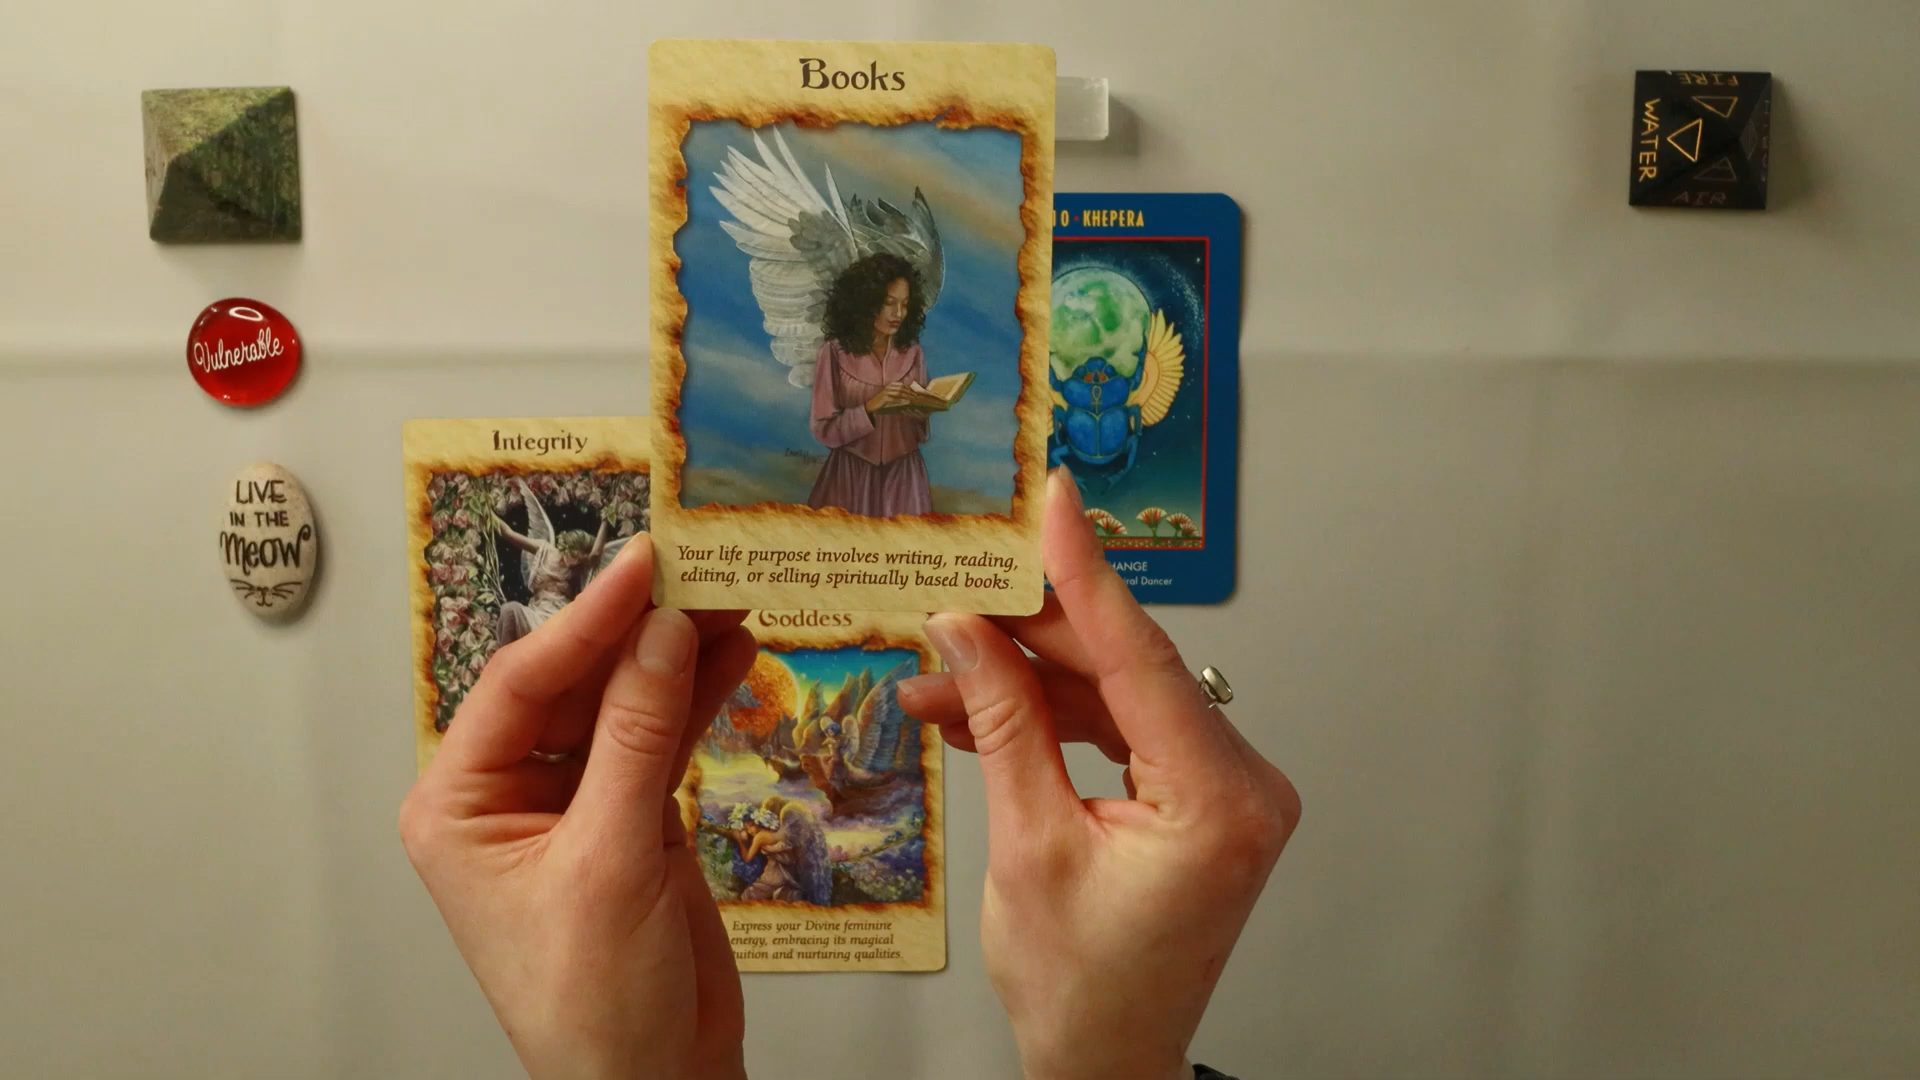 Books
Your life purpose involves writing, reading,
editing, or selling spiritually based books.
10 • KHEPERA
FIRE
WATER
AIR
Vulnerable
LIVE
IN THE
MEOW
Integrity
Goddess
Express your Divine feminine
energy, embracing its magical
and nurturing qualities.